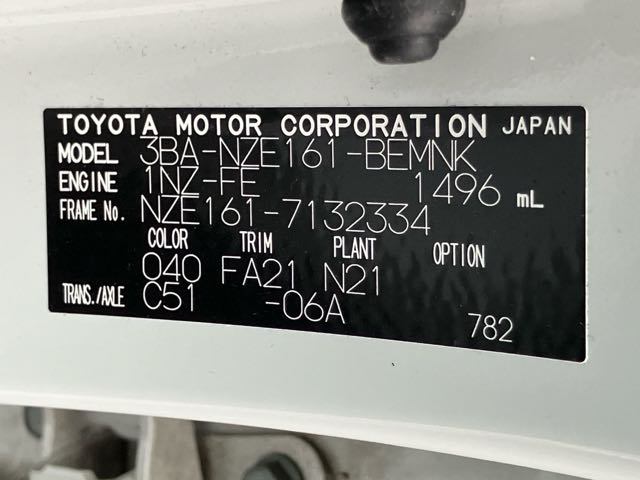 TOYOTA MOTOR CORPORATION JAPAN
MODEL 3BA-NZE161-BEMNK
ENGINE 1NZ-FE 1496 mL
FRAME No. NZE161-7132334
COLOR TRIM PLANT OPTION
040 FA21 N21
TRANS./AXLE C51 -06A
782